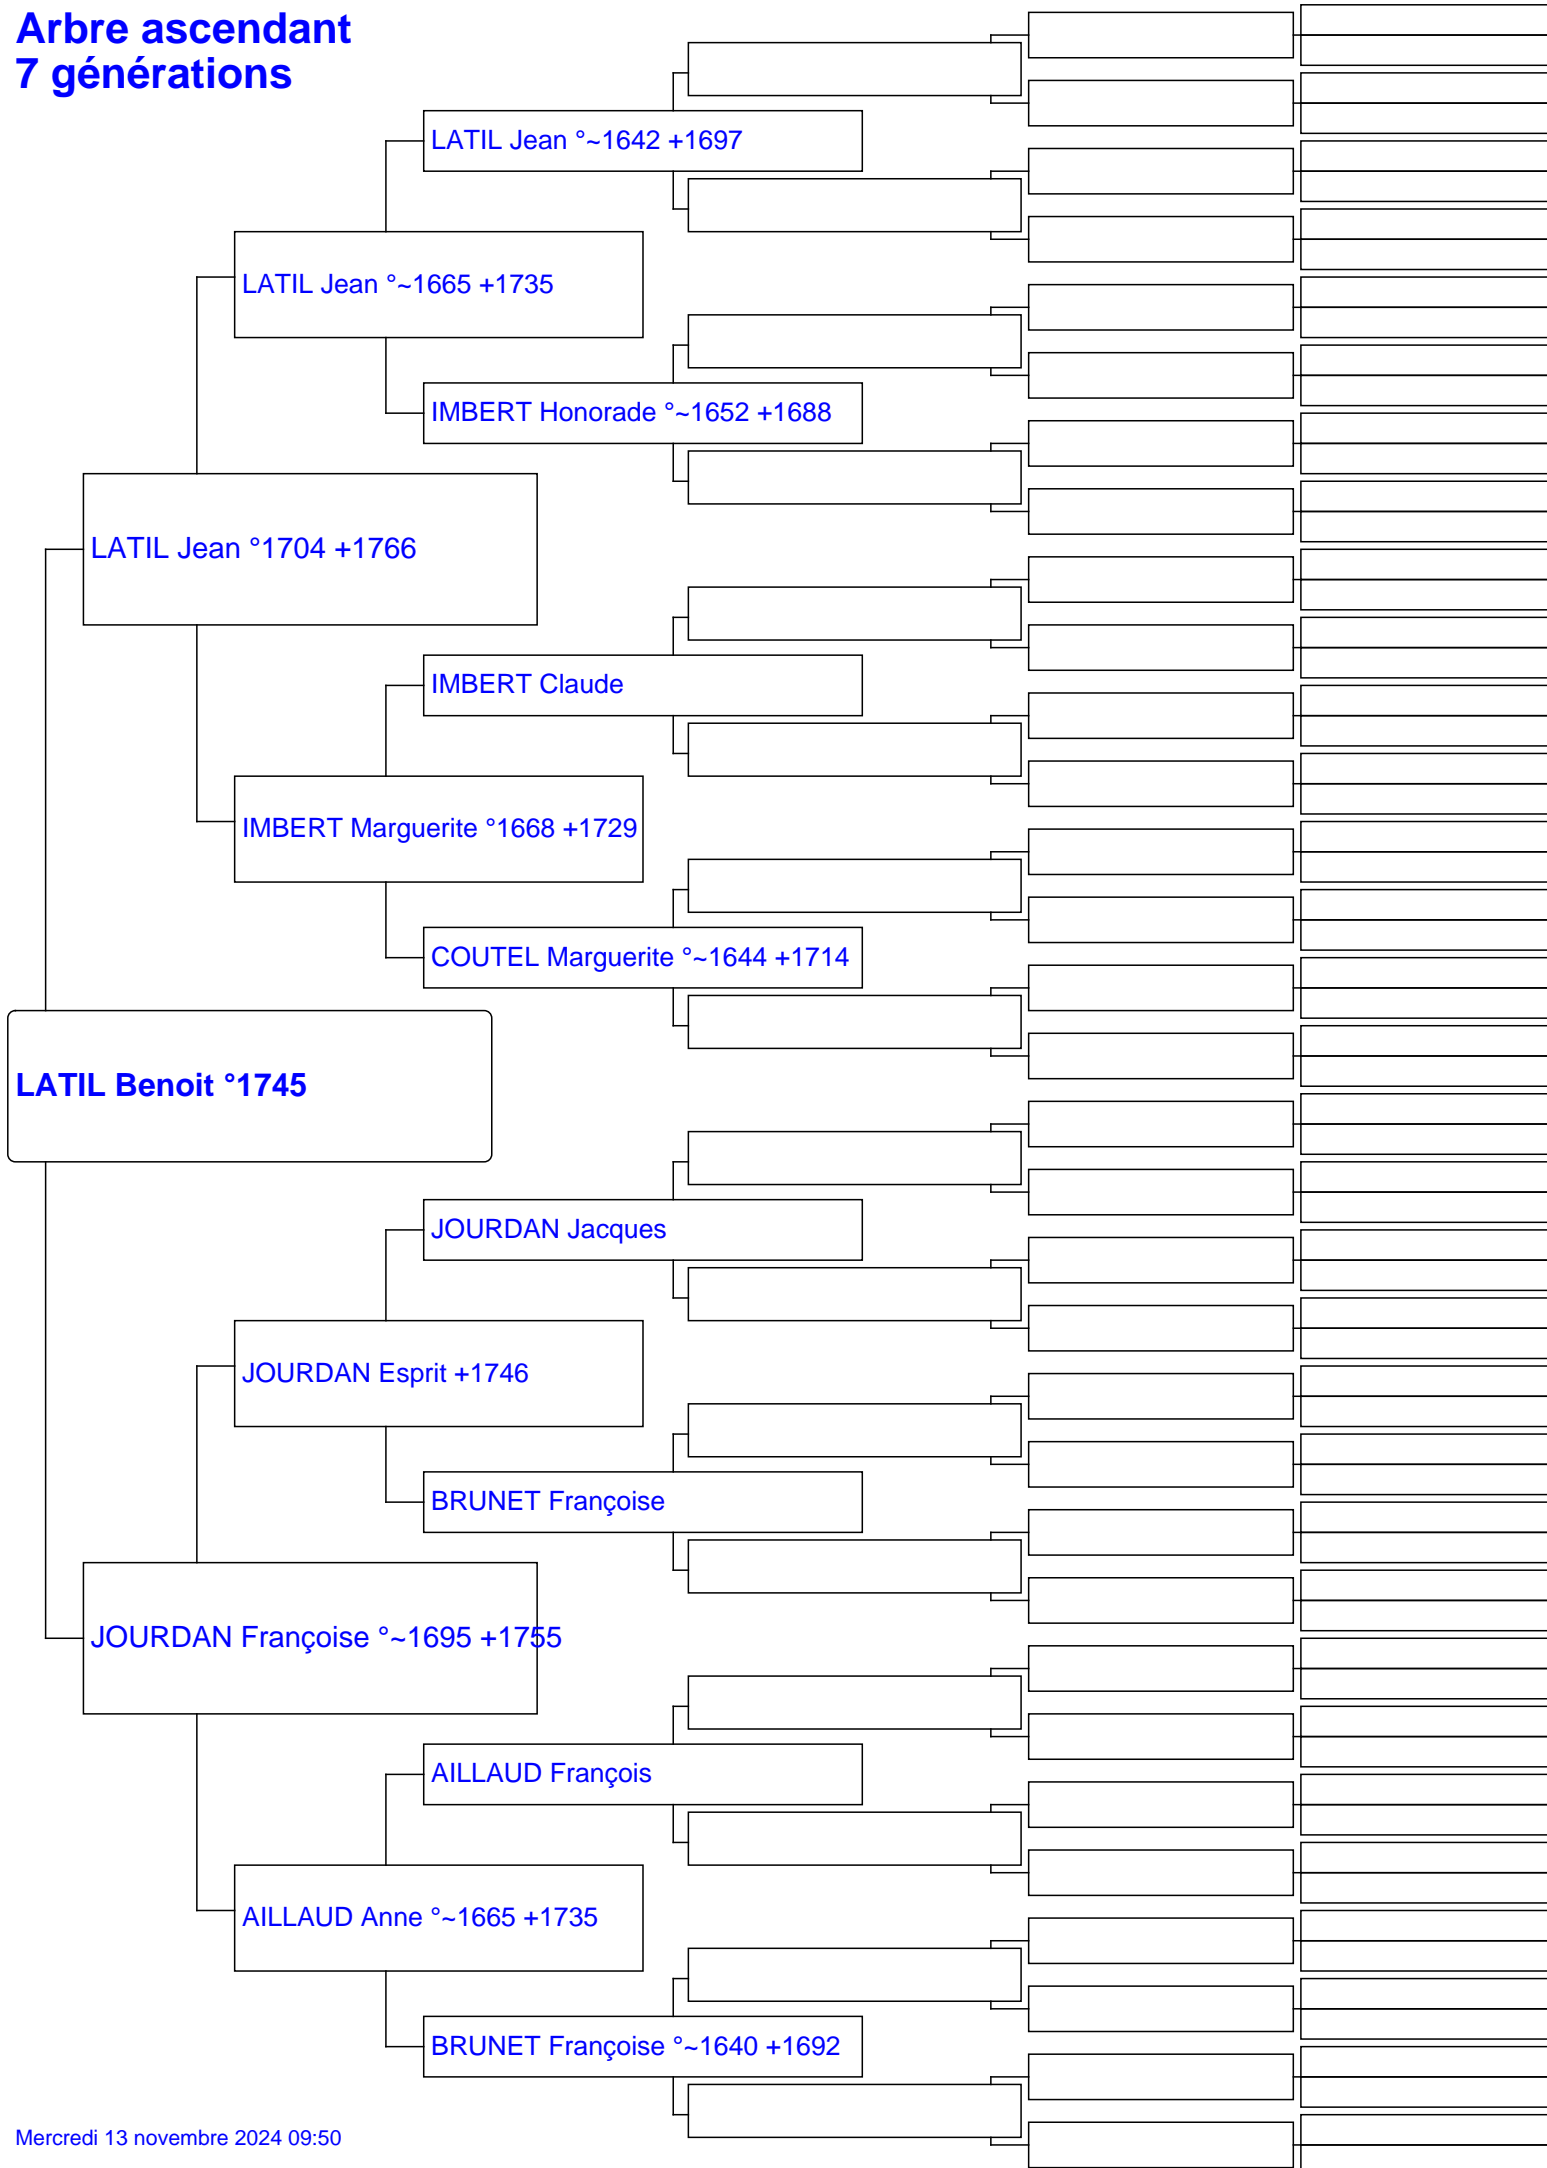 Arbre ascendant
7 générations
LATIL Jean °~1642 +1697
LATIL Jean °~1665 +1735
IMBERT Honorade °~1652 +1688
LATIL Jean °1704 +1766
IMBERT Claude
IMBERT Marguerite °1668 +1729
COUTEL Marguerite °~1644 +1714
LATIL Benoit °1745
JOURDAN Jacques
JOURDAN Esprit +1746
BRUNET Françoise
JOURDAN Françoise °~1695 +1755
AILLAUD François
AILLAUD Anne °~1665 +1735
BRUNET Françoise °~1640 +1692
Mercredi 13 novembre 2024 09:50